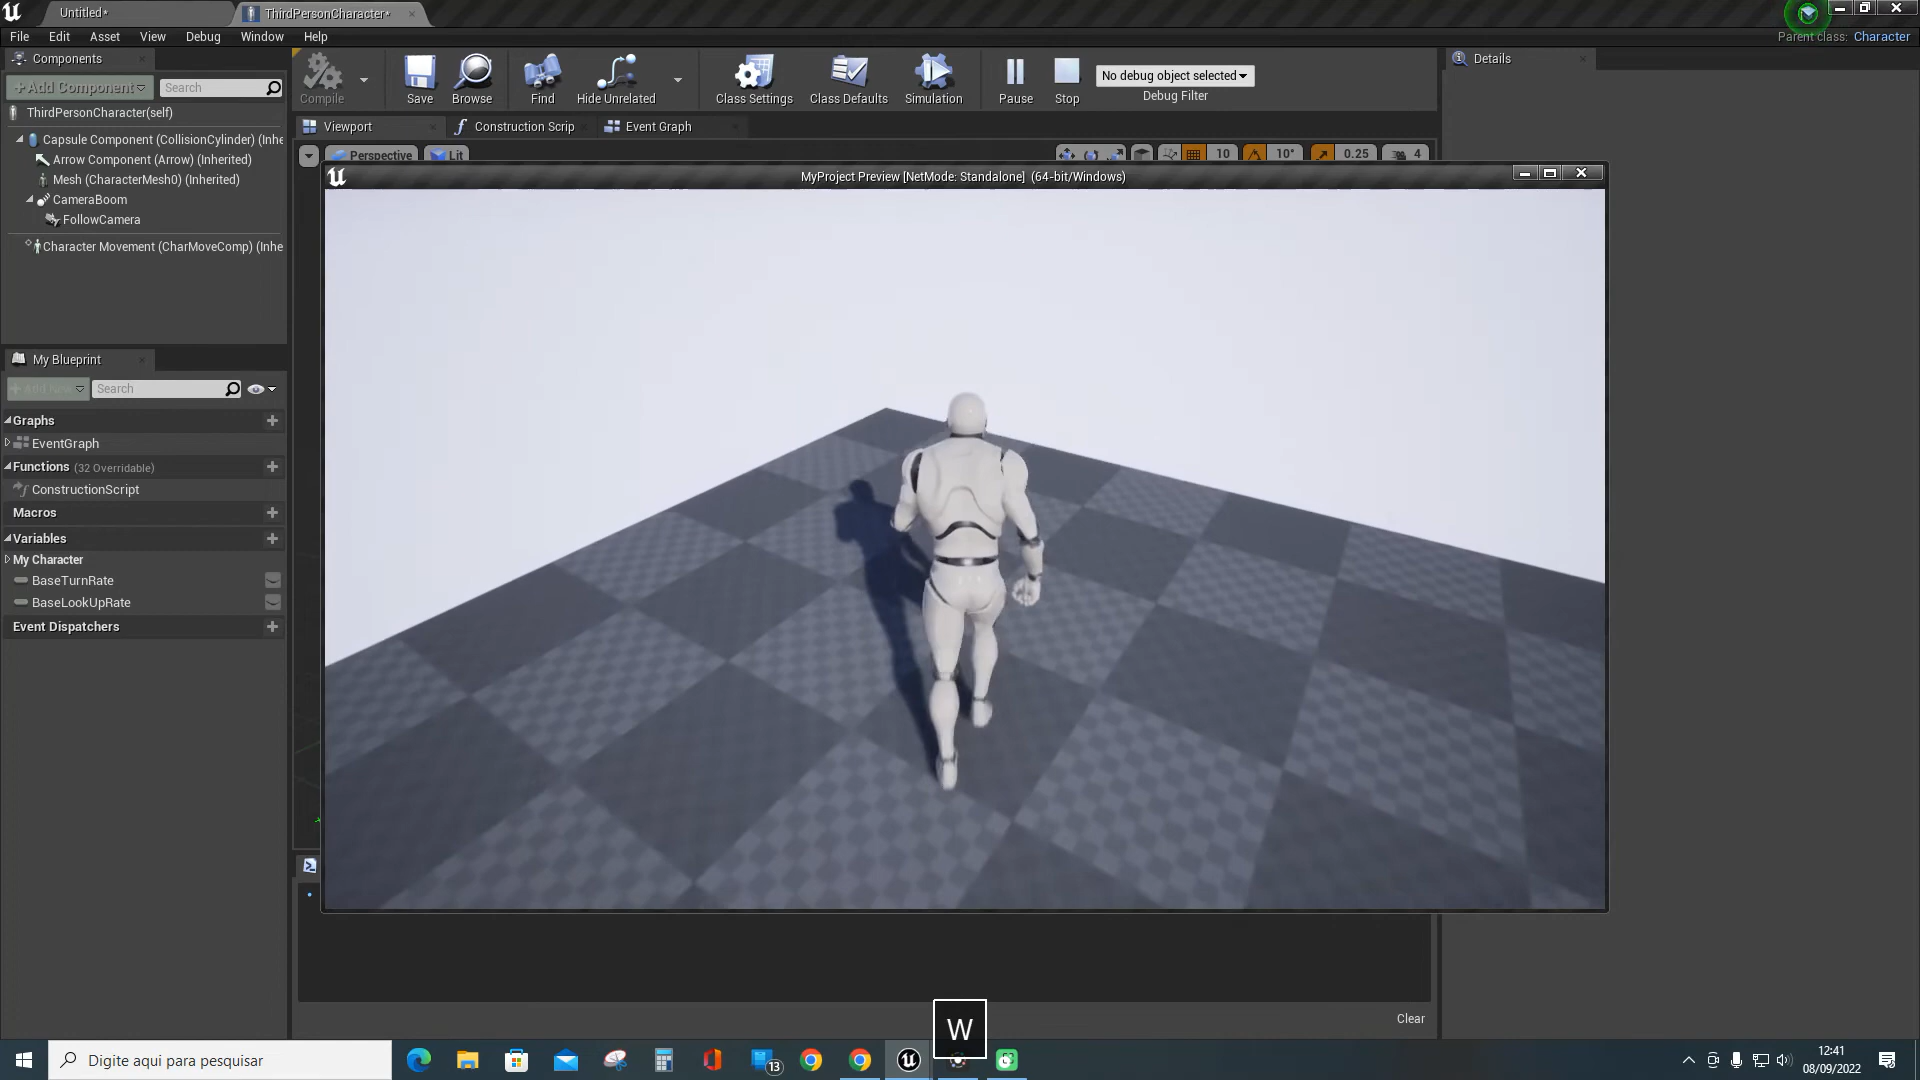 Untitled*
ThirdPersonCharacter*
File Edit Asset View Debug Window Help
Parent class: Character
Components
+Add Component
Search
ThirdPersonCharacter(self)
Capsule Component (CollisionCylinder) (Inhe
Arrow Component (Arrow) (Inherited)
Mesh (CharacterMesh0) (Inherited)
CameraBoom
FollowCamera
Character Movement (CharMoveComp) (Inhe
My Blueprint
+ Add New
Search
Graphs
EventGraph
Functions (32 Overridable)
ConstructionScript
Macros
Variables
My Character
BaseTurnRate
BaseLookUpRate
Event Dispatchers
Compile
Save
Browse
Find
Hide Unrelated
Class Settings
Class Defaults
Simulation
Pause
Stop
No debug object selected
Debug Filter
Viewport
Construction Scrip
Event Graph
Perspective
Lit
10
10°
0.25
4
Details
MyProject Preview [NetMode: Standalone] (64-bit/Windows)
Clear
W
Digite aqui para pesquisar
13
12:41
08/09/2022